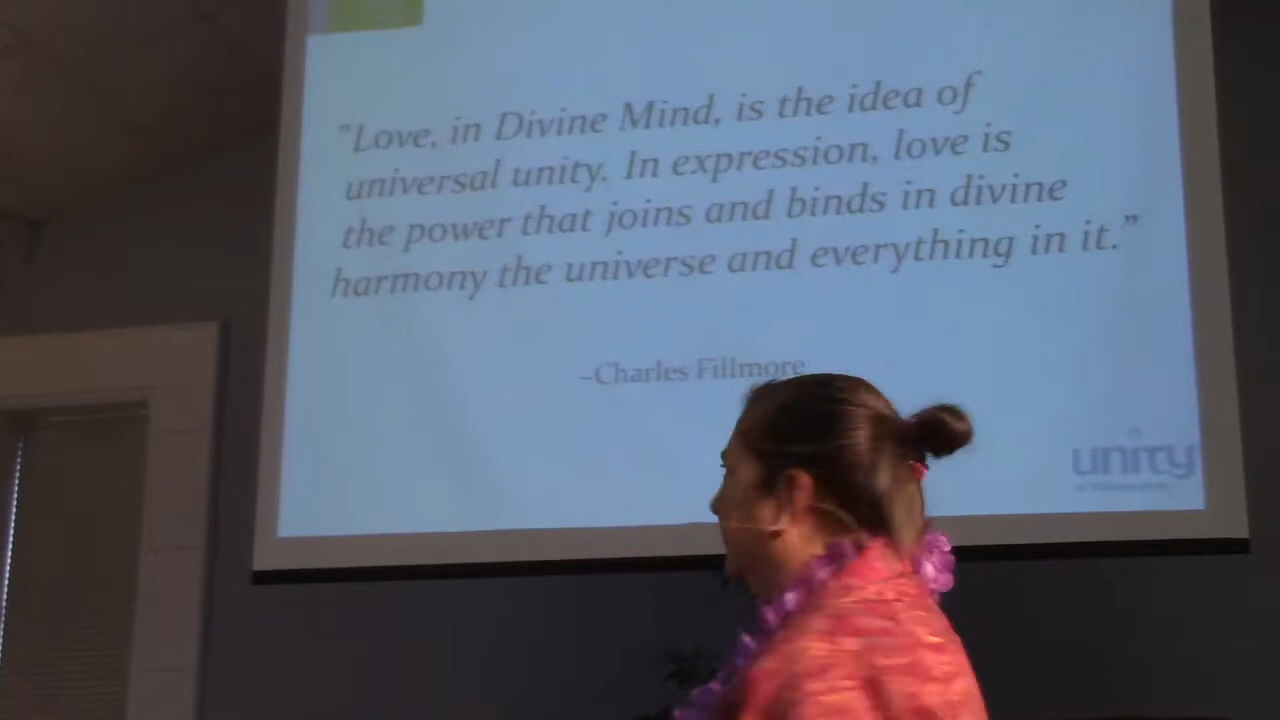 "Love, in Divine Mind, is the idea of
universal unity. In expression, love is
the power that joins and binds in divine
harmony the universe and everything in it.”
–Charles Fillmore
unity